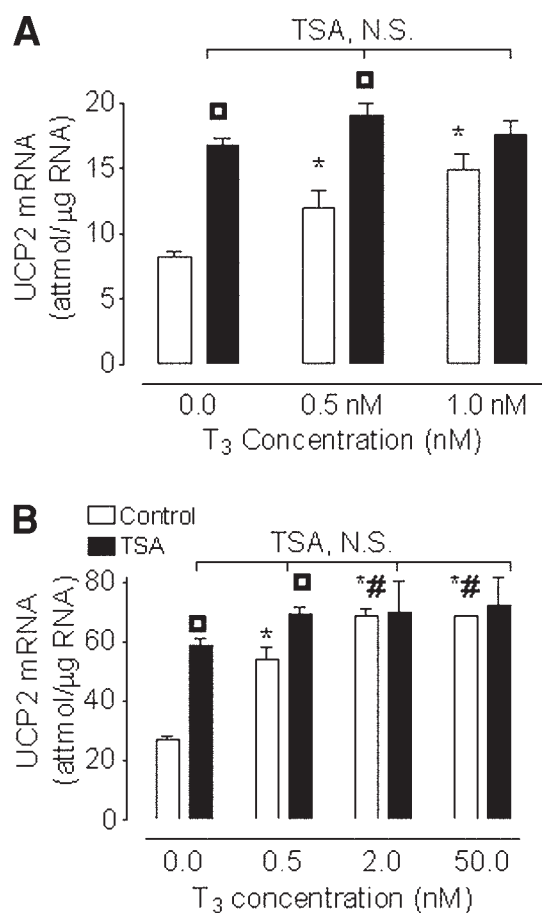 A
TSA, N.S.
UCP2 mRNA
(attmol/μg RNA)
20
15
10
5
0
*
*
0.0 0.5 nM 1.0 nM
T3 Concentration (nM)
B
Control
TSA
TSA, N.S.
UCP2 mRNA
(attmol/μg RNA)
80
60
40
20
0
*
*#
*#
0.0 0.5 2.0 50.0
T3 concentration (nM)